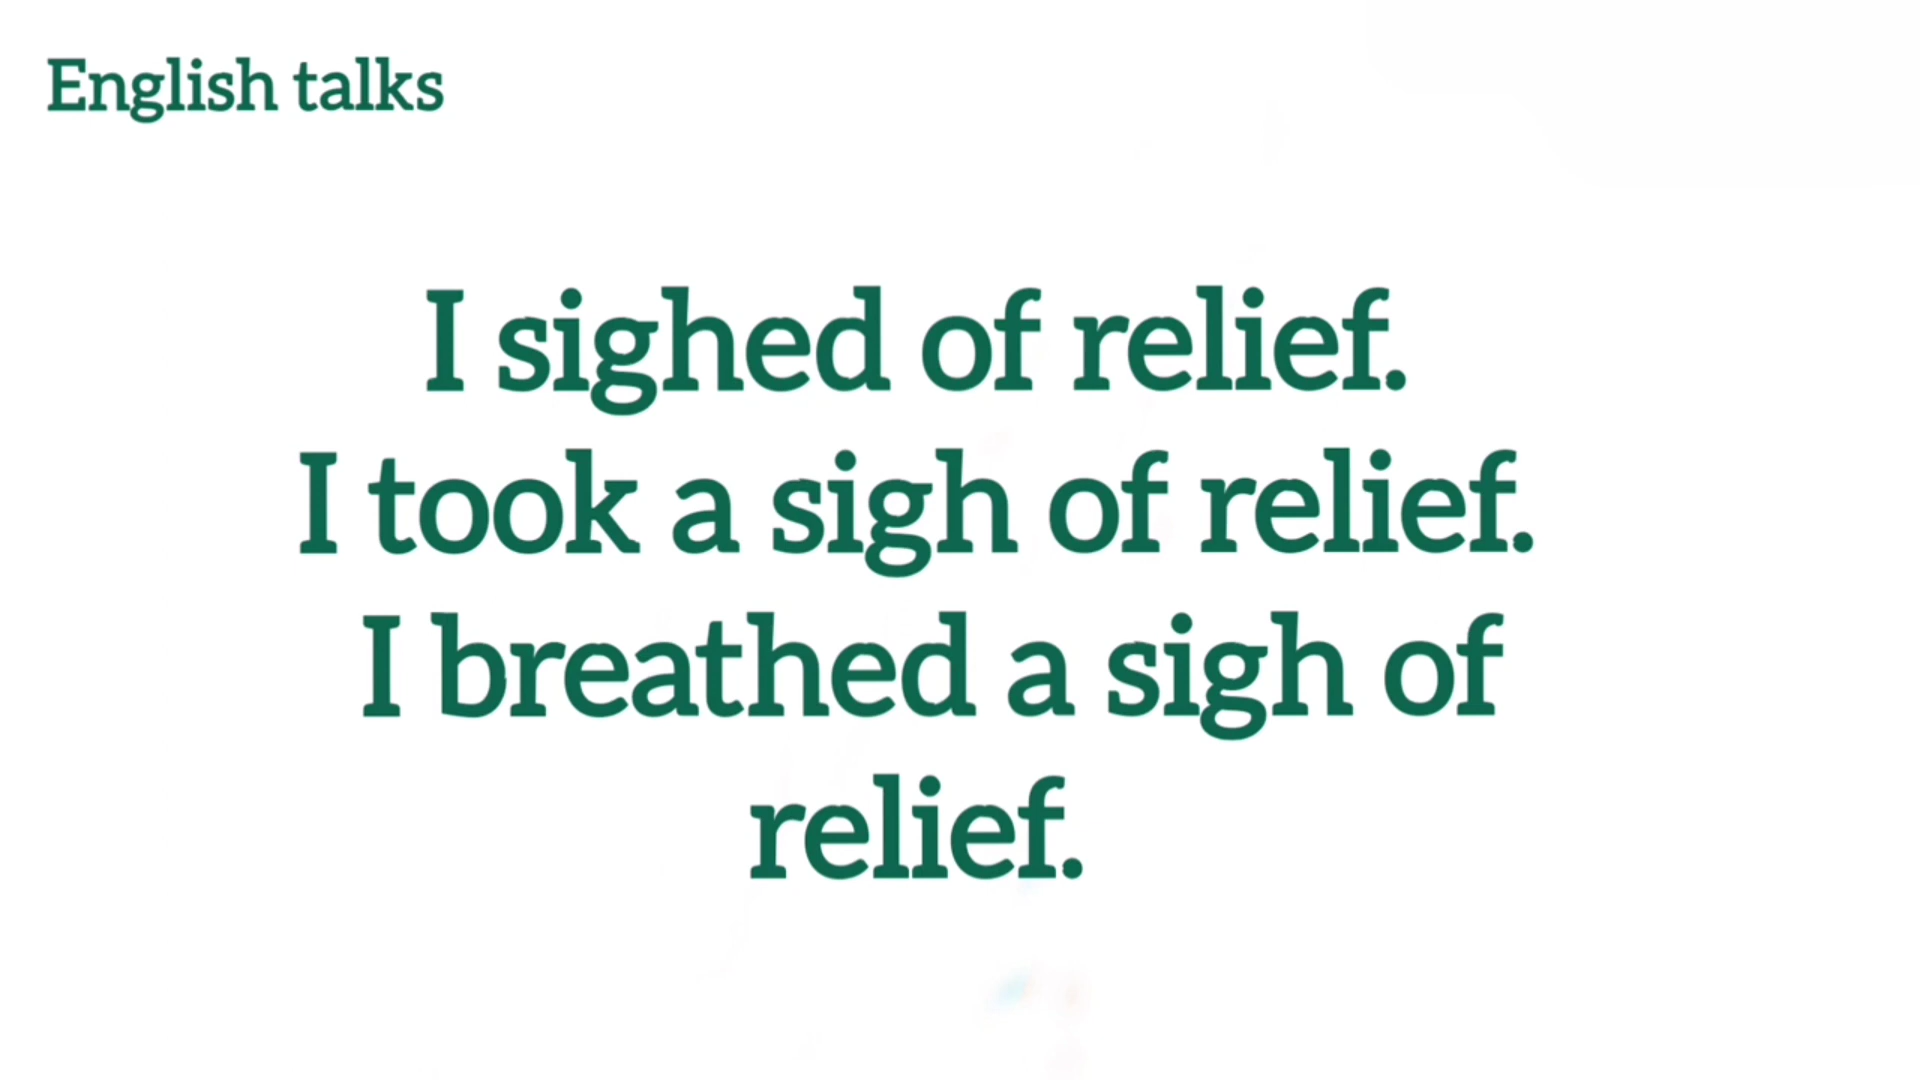 English talks
I sighed of relief.
I took a sigh of relief.
I breathed a sigh of
relief.